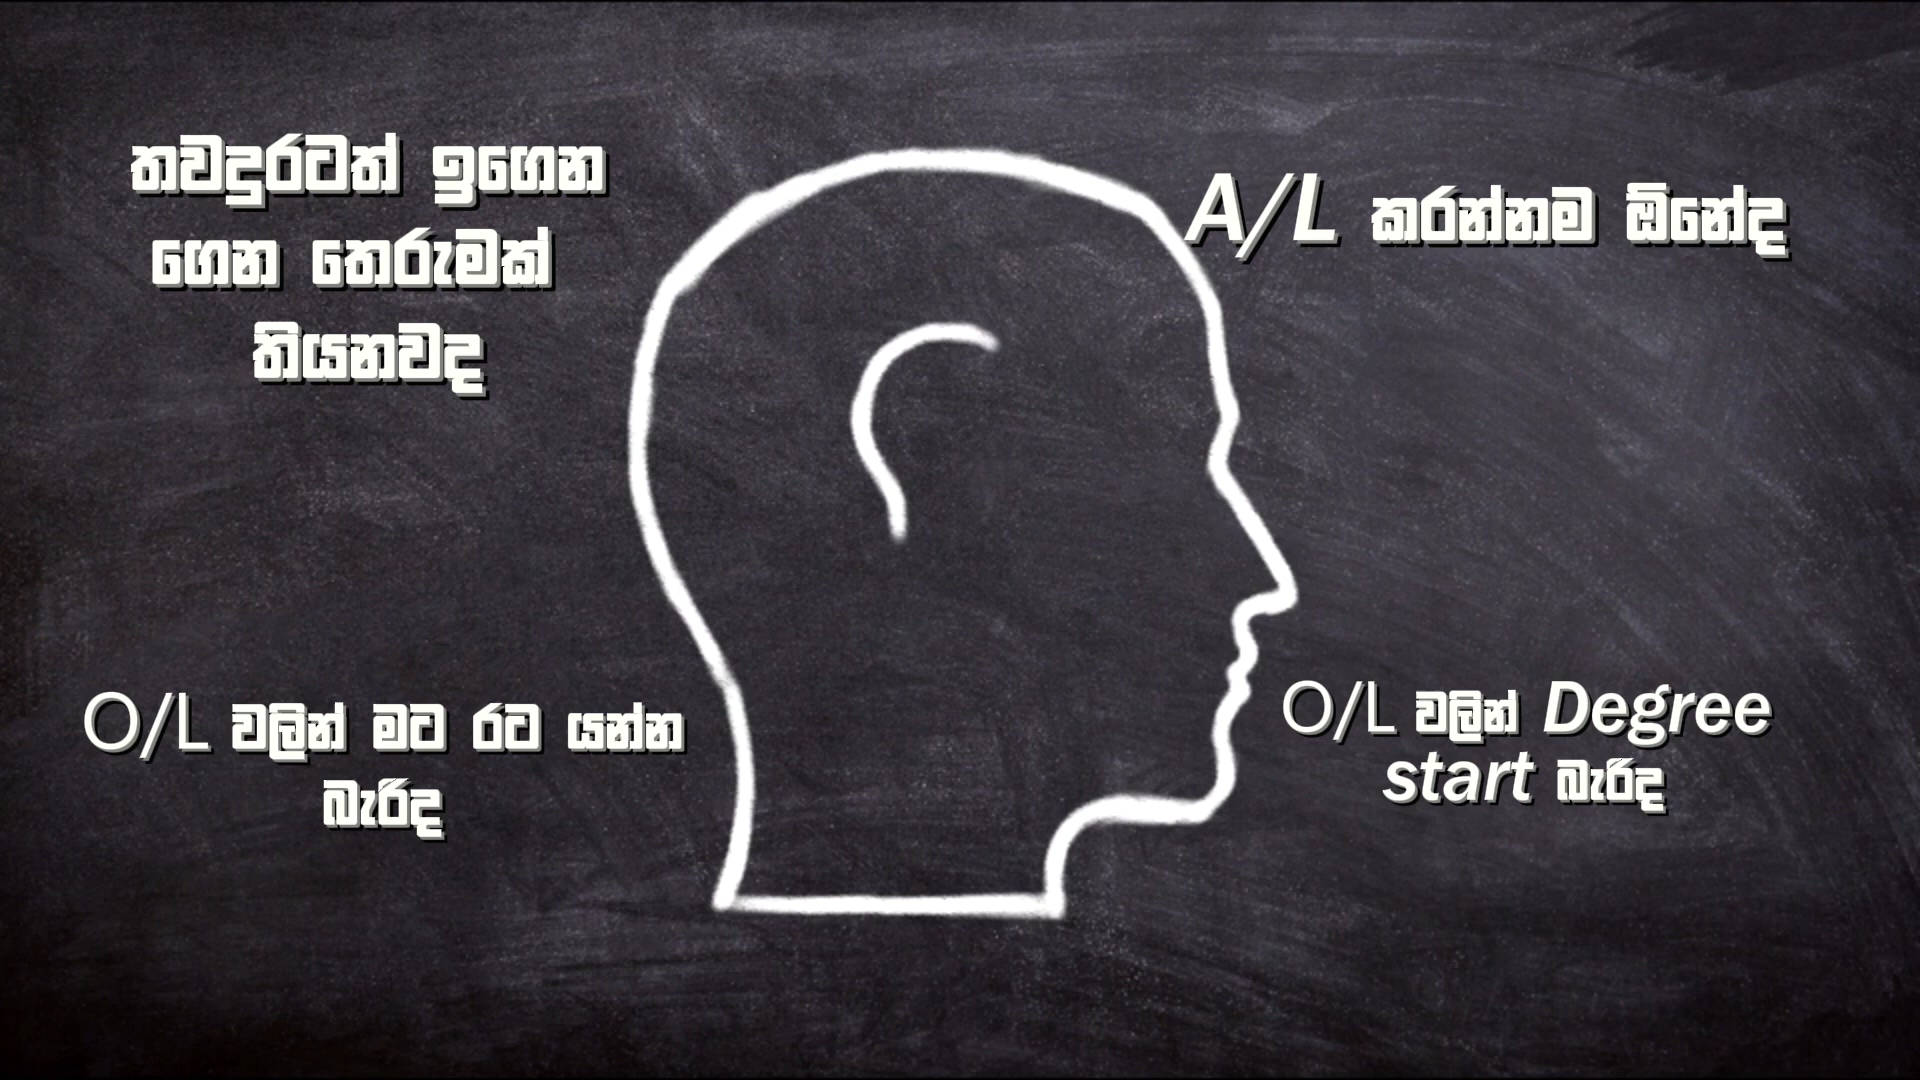 තවදුරටත් ඉගෙන
ගෙන තේරුමක්
තියනවද
A/L කරන්නම ඕනේද
O/L වලින් මට රට යන්න
බැරිද
O/L වලින් Degree
start බැරිද